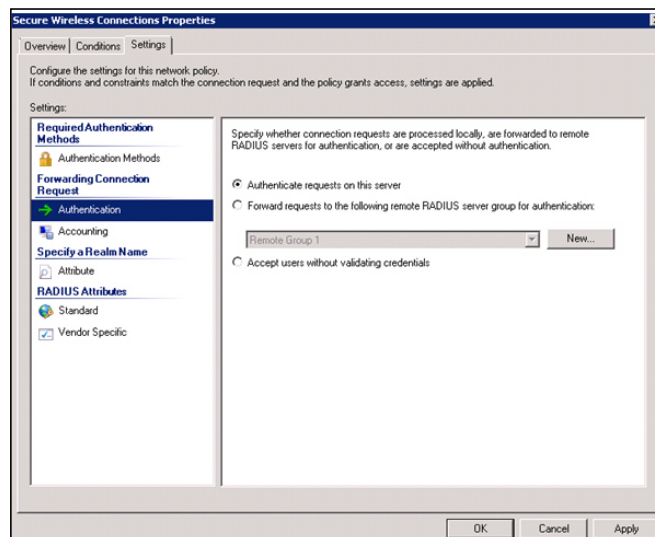 Secure Wireless Connections Properties
Overview Conditions Settings
Configure the settings for this network policy.
If conditions and constraints match the connection request and the policy grants access, settings are applied.
Settings:
Required Authentication
Methods
Authentication Methods
Forwarding Connection
Request
Authentication
Accounting
Specify a Realm Name
Attribute
RADIUS Attributes
Standard
Vendor Specific
Specify whether connection requests are processed locally, are forwarded to remote
RADIUS servers for authentication, or are accepted without authentication.
Authenticate requests on this server
Forward requests to the following remote RADIUS server group for authentication:
Remote Group 1
New...
Accept users without validating credentials
OK Cancel Apply